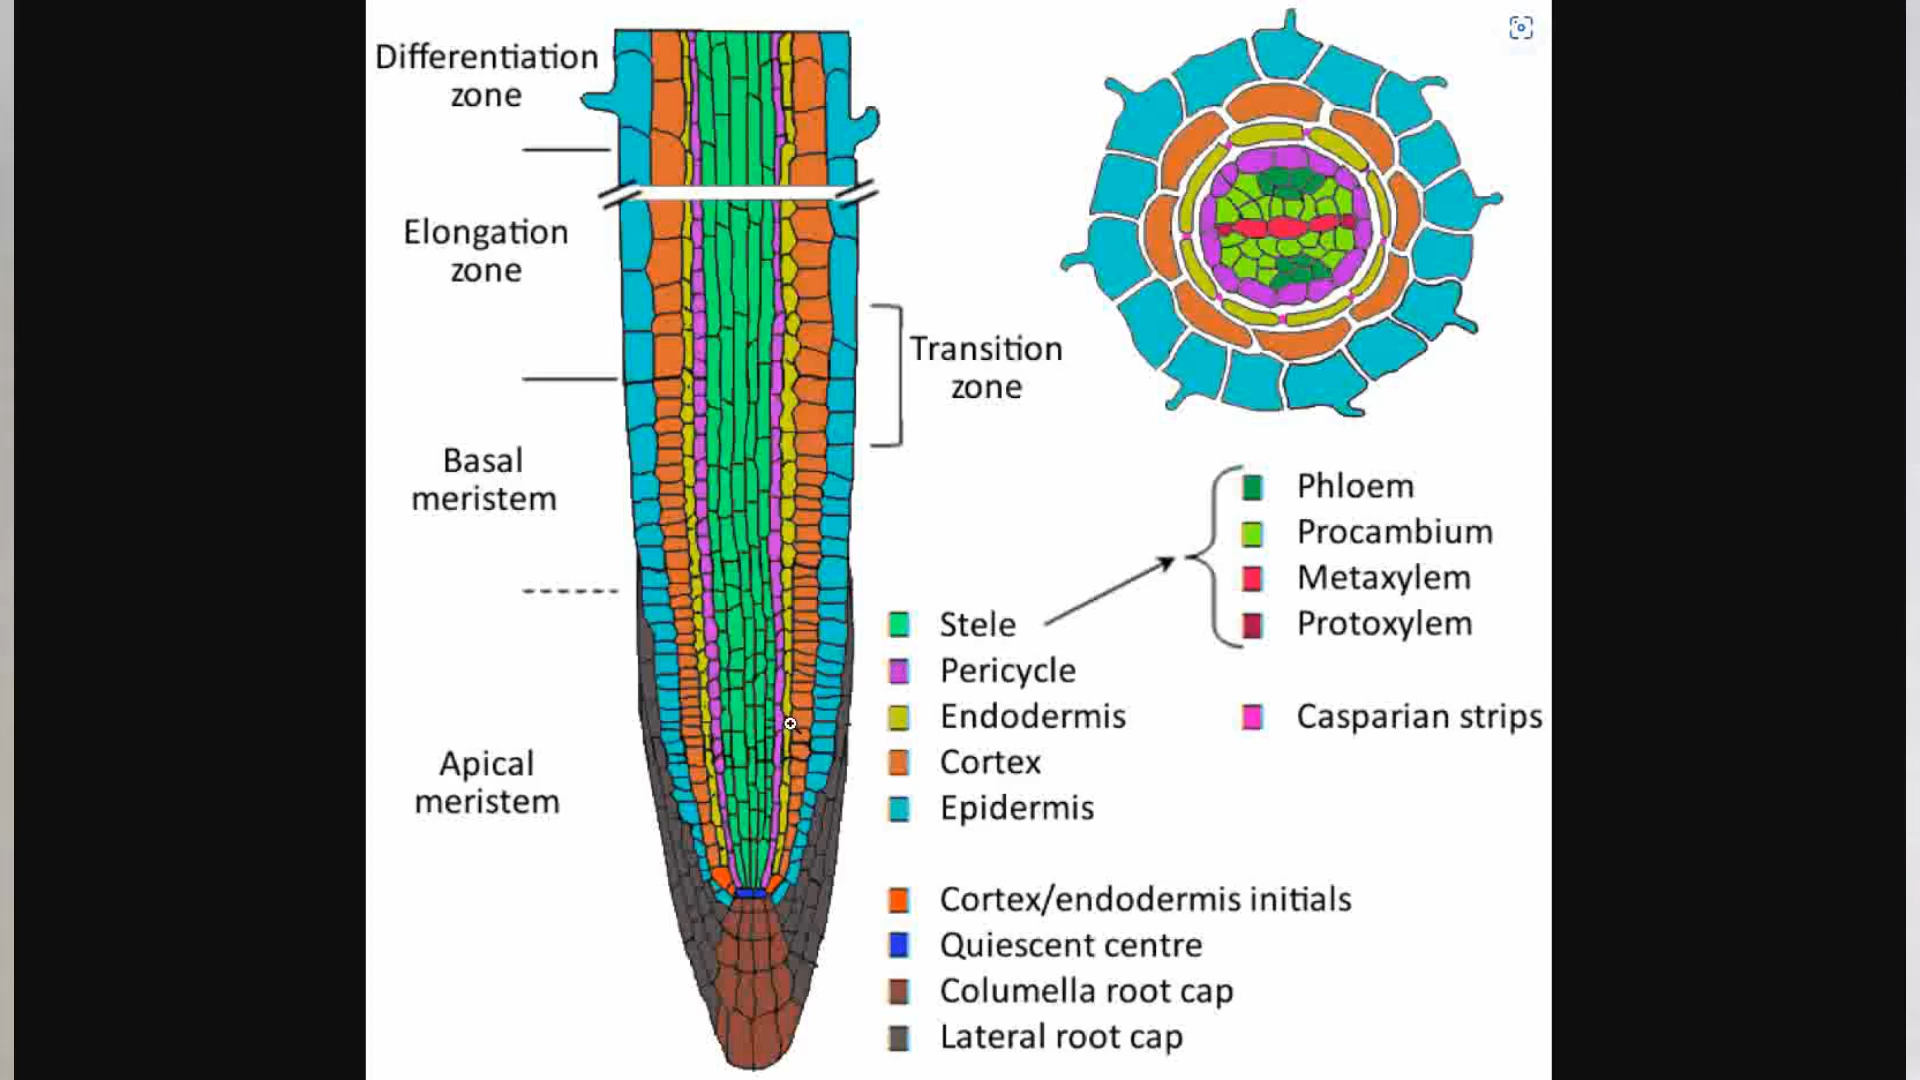 Differentiation
zone
Elongation
zone
Transition
zone
Basal
meristem
Apical
meristem
Stele
Pericycle
Endodermis
Cortex
Epidermis
Phloem
Procambium
Metaxylem
Protoxylem
Casparian strips
Cortex/endodermis initials
Quiescent centre
Columella root cap
Lateral root cap